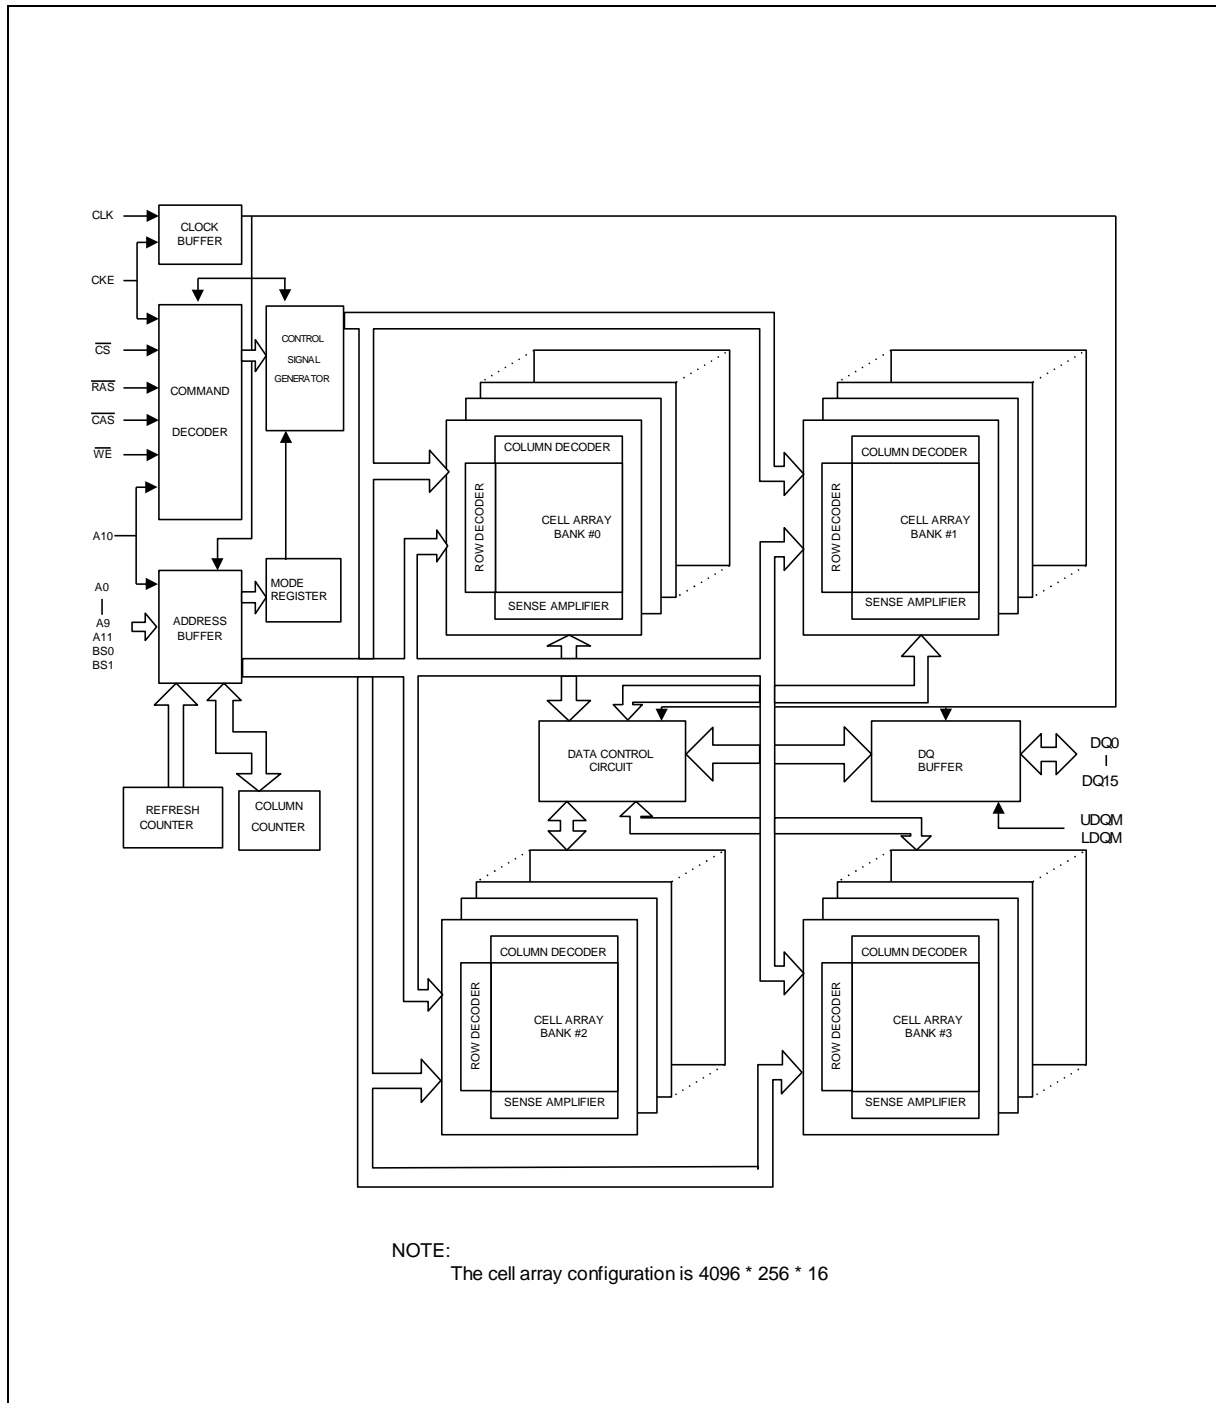 CLK
CLOCK
BUFFER
CKE
CS
RAS
CAS
WE
COMMAND
DECODER
CONTROL
SIGNAL
GENERATOR
A10
A0
A9
A11
BS0
BS1
ADDRESS
BUFFER
MODE
REGISTER
REFRESH
COUNTER
COLUMN
COUNTER
COLUMN DECODER
ROW DECODER
CELL ARRAY
BANK #0
SENSE AMPLIFIER
COLUMN DECODER
ROW DECODER
CELL ARRAY
BANK #1
SENSE AMPLIFIER
DATA CONTROL
CIRCUIT
DQ
BUFFER
DQ0
DQ15
UDQM
LDQM
COLUMN DECODER
ROW DECODER
CELL ARRAY
BANK #2
SENSE AMPLIFIER
COLUMN DECODER
ROW DECODER
CELL ARRAY
BANK #3
SENSE AMPLIFIER
NOTE:
The cell array configuration is 4096 * 256 * 16